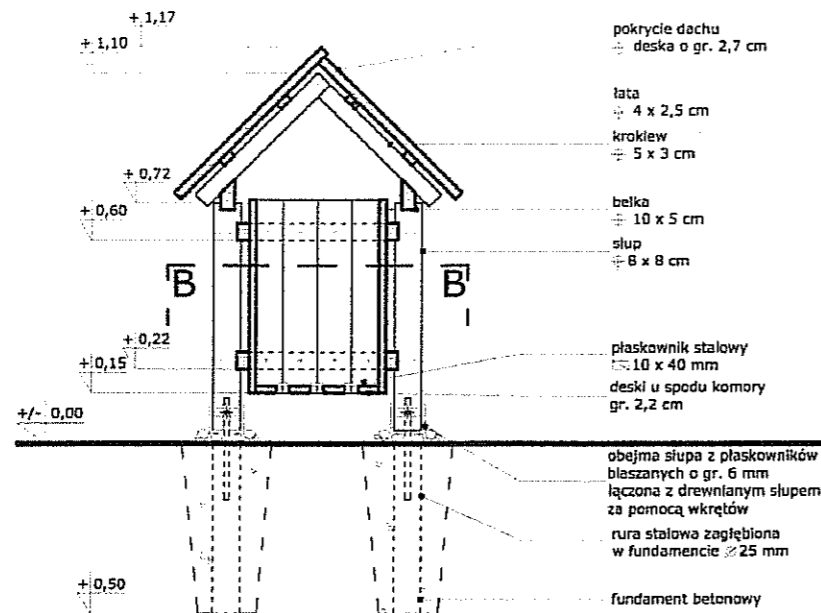 + 1,17
+ 1,10
pokrycie dachu
deska o gr. 2,7 cm
łata
4 x 2,5 cm
krokiew
5 x 3 cm
+ 0,72
+ 0,60
belka
10 x 5 cm
słup
8 x 8 cm
B B
+ 0,22
+ 0,15
płaskownik stalowy
10 x 40 mm
deski u spodu komory
gr. 2,2 cm
+/- 0,00
obejma słupa z płaskowników
blaszanych o gr. 6 mm
łączona z drewnianym słupem
za pomocą wkrętów
rura stalowa zagłębiona
w fundamencie ⌀ 25 mm
+ 0,50
fundament betonowy